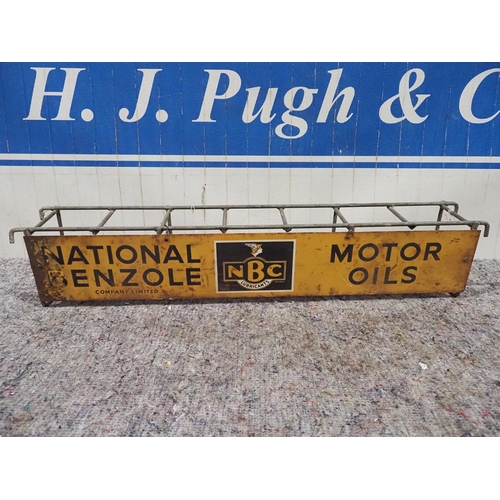 H. J. Pugh & C
NATIONAL
BENZOLE
COMPANY LIMITED
NBC
LUBRICANTS
MOTOR
OILS